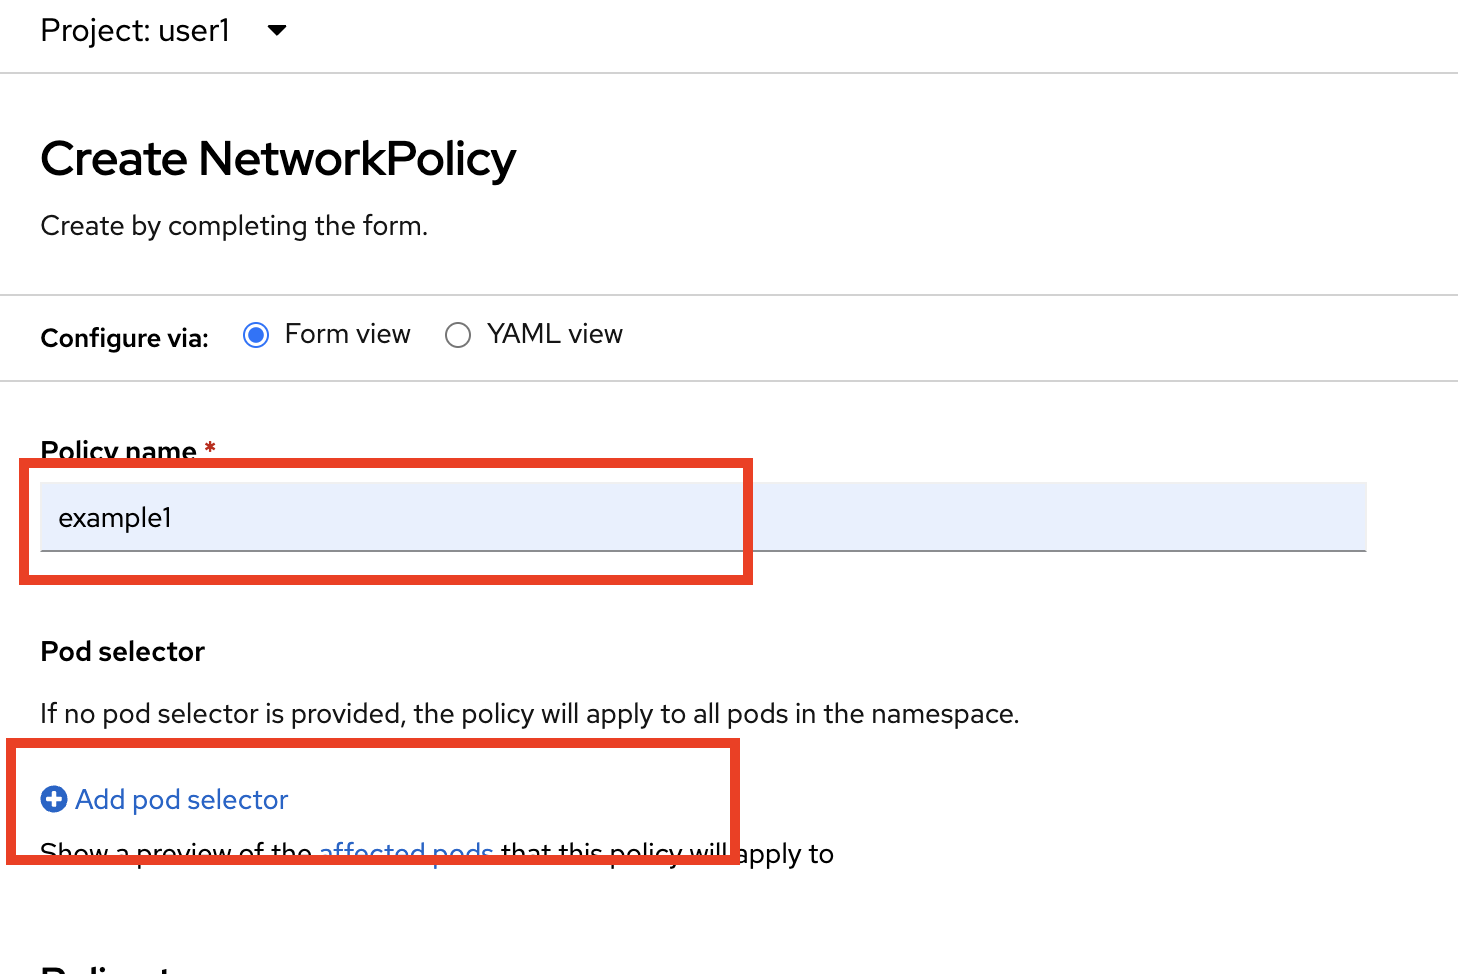 Project: user1
Create NetworkPolicy
Create by completing the form.
Configure via: Form view YAML view
Policy name *
example1
Pod selector
If no pod selector is provided, the policy will apply to all pods in the namespace.
Add pod selector
Show a preview of the affected pods that this policy will apply to